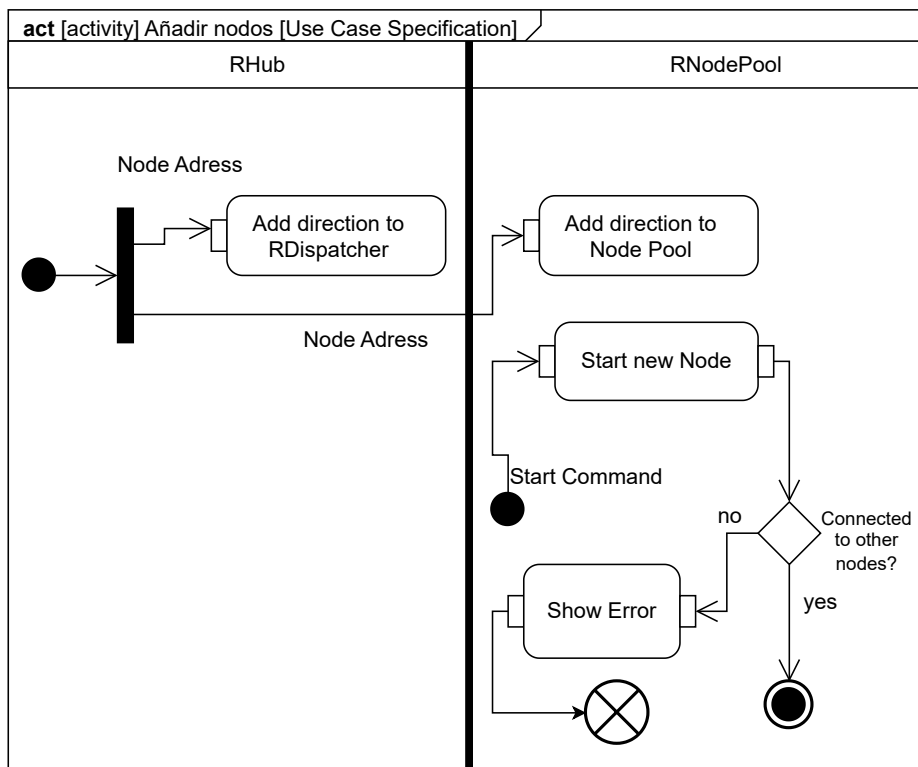 act [activity] Añadir nodos [Use Case Specification]
RHub
RNodePool
Node Adress
Add direction to
RDispatcher
Add direction to
Node Pool
Node Adress
Start new Node
Start Command
no
Connected
to other
nodes?
Show Error
yes